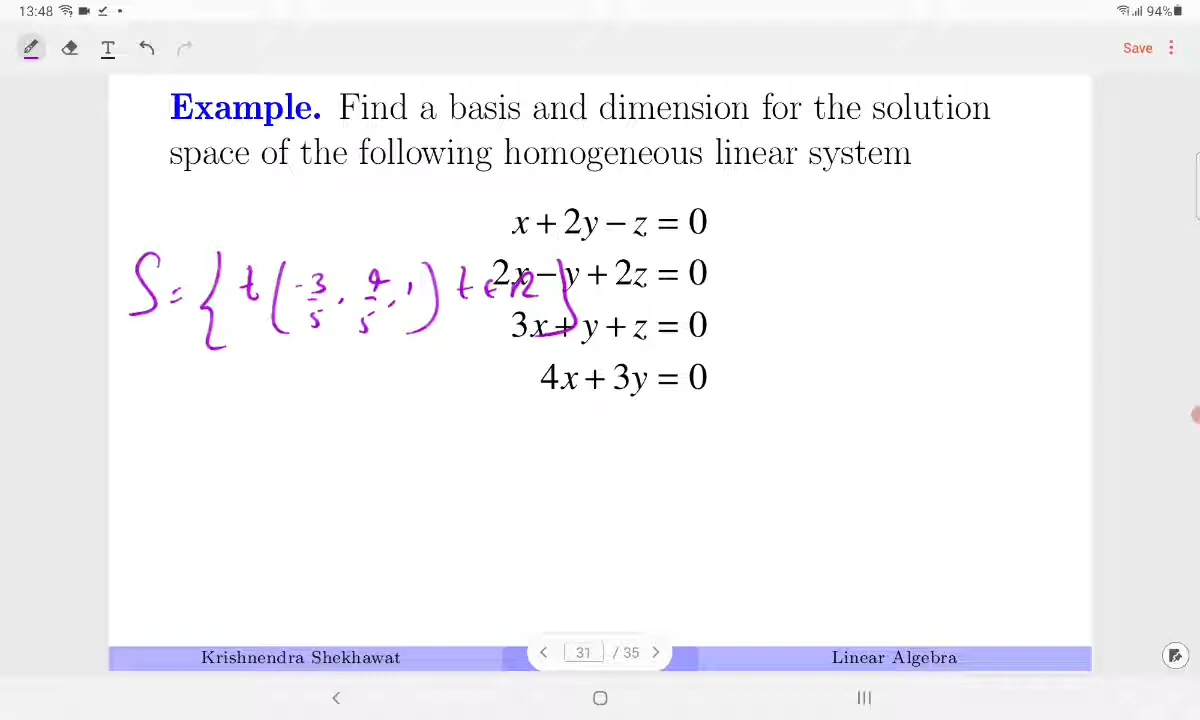 13:48 94%
T Save
Example. Find a basis and dimension for the solution
space of the following homogeneous linear system
x + 2y − z = 0
2x − y + 2z = 0
3x + y + z = 0
4x + 3y = 0
S = { t ( -3/5, 4/5, 1 ) t ∈ R }
Krishnendra Shekhawat 31 / 35 Linear Algebra